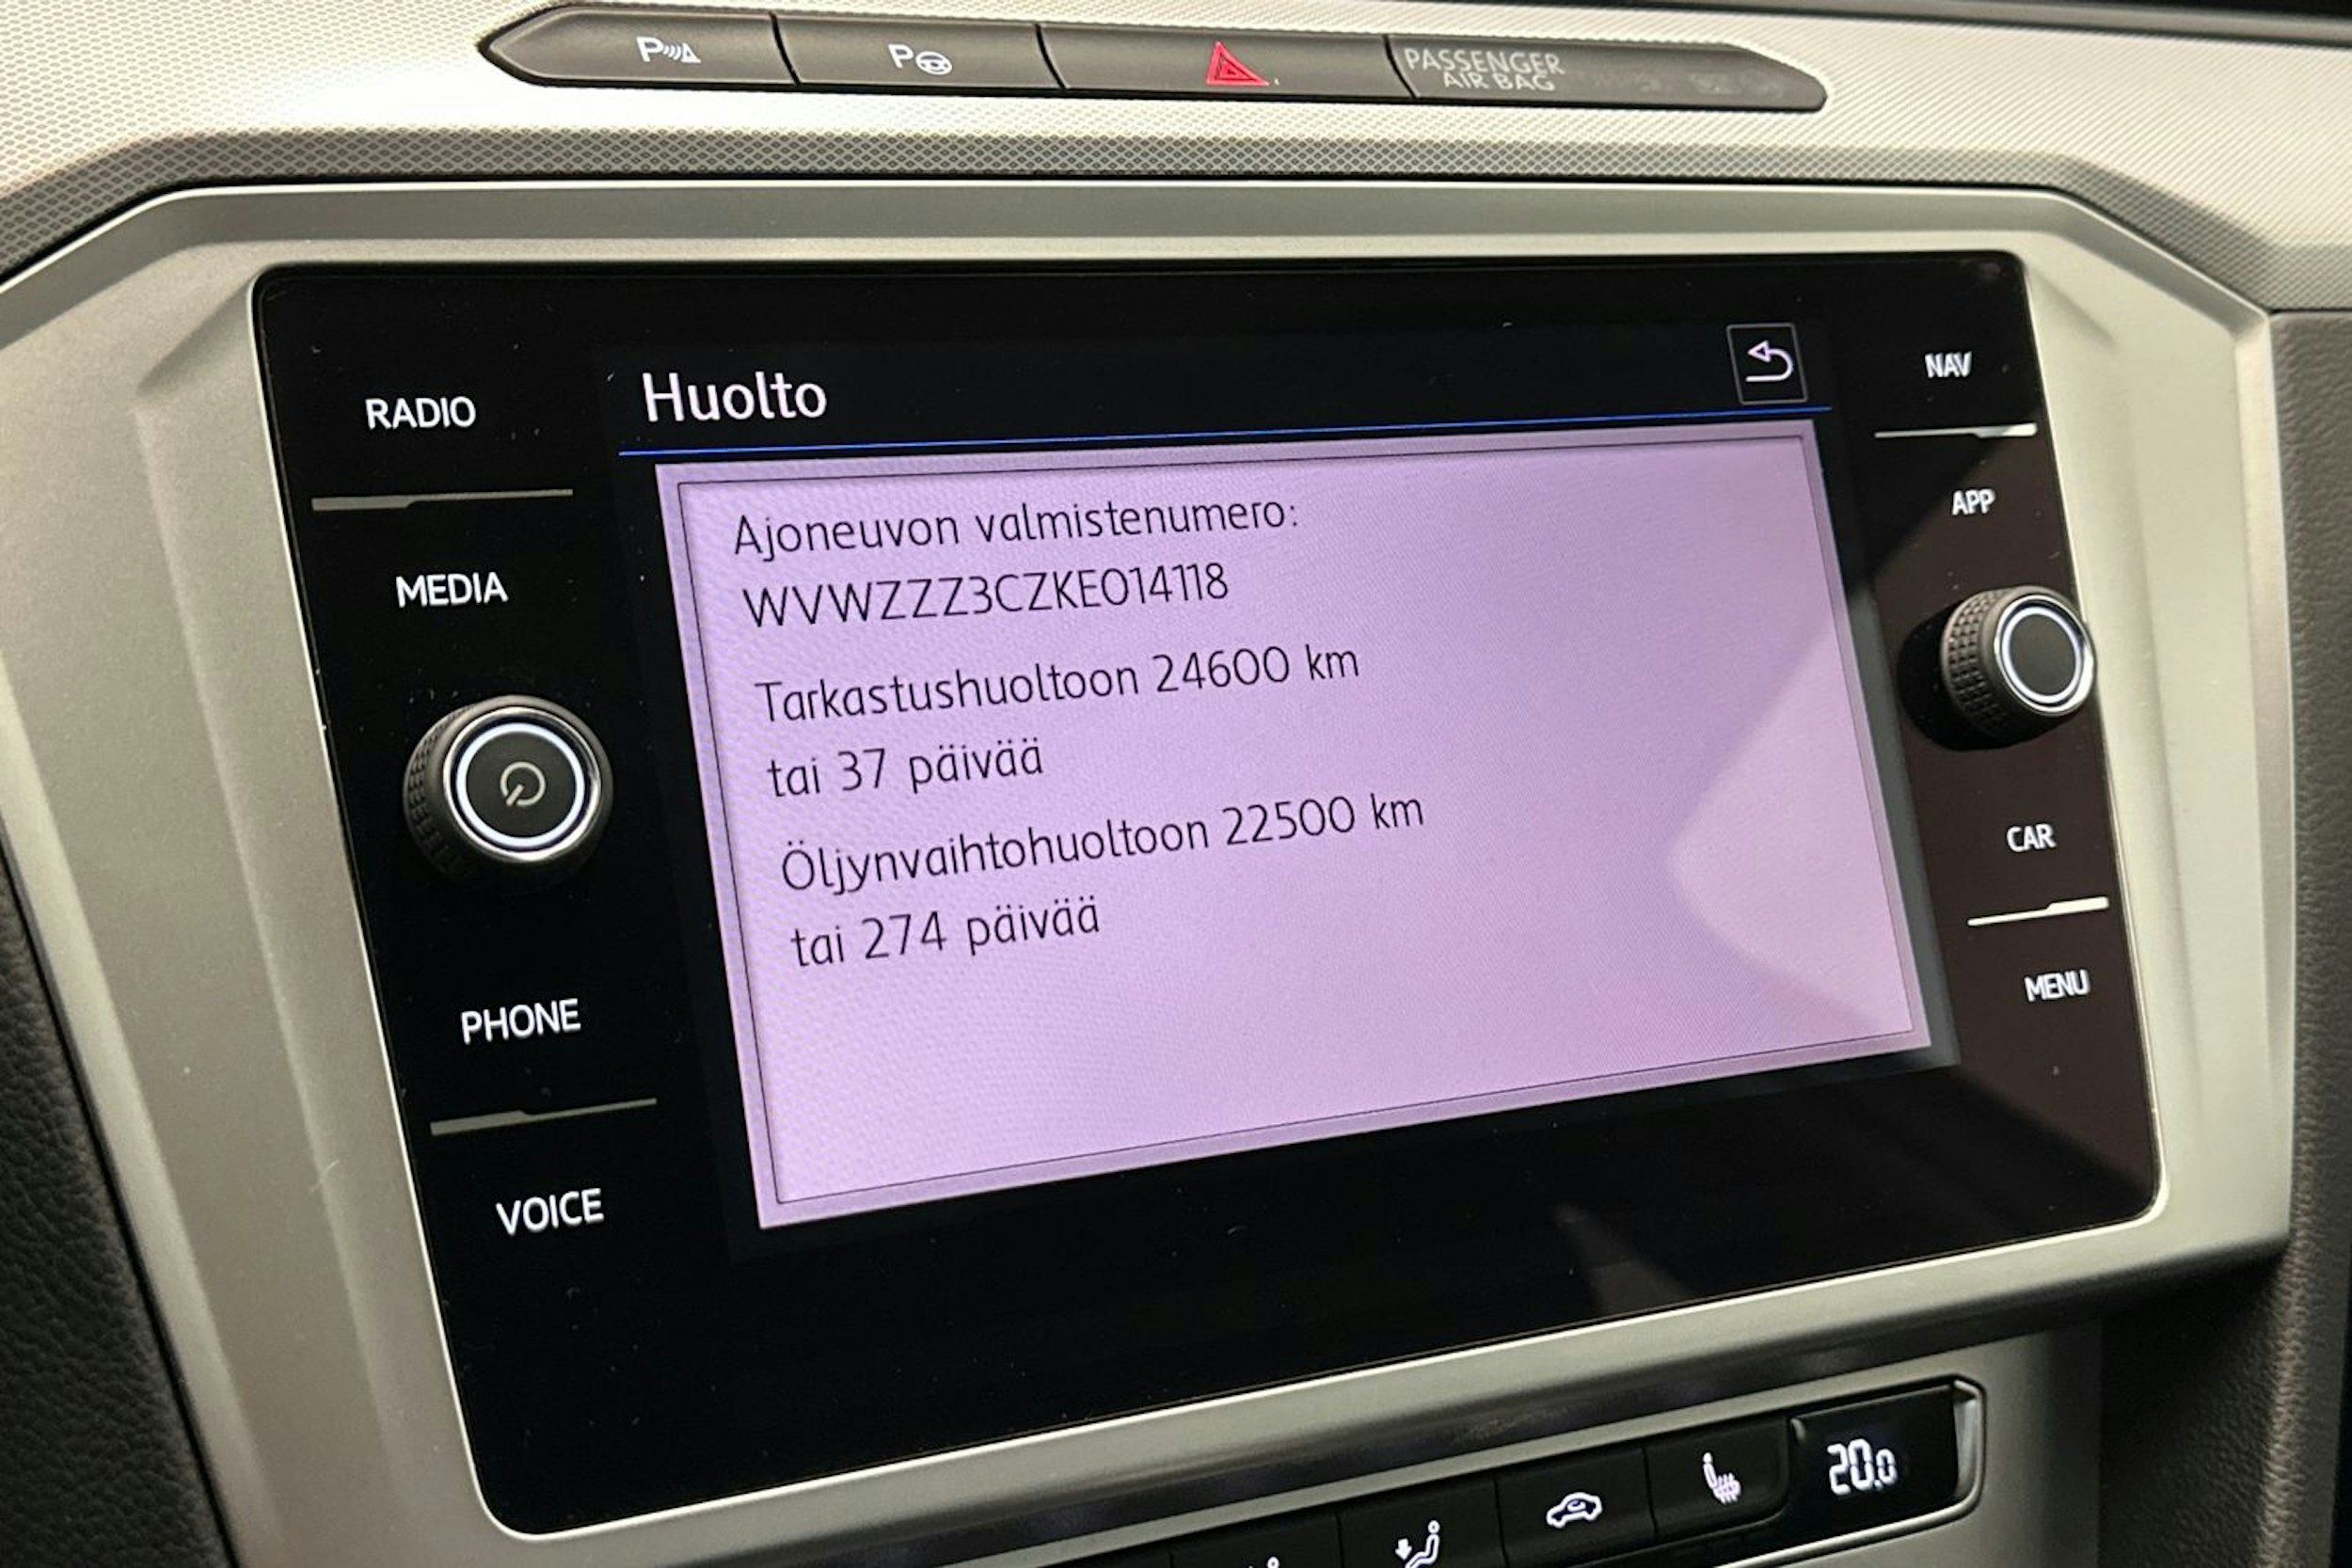 P
P
PASSENGER
AIR BAG
RADIO
MEDIA
PHONE
VOICE
Huolto
Ajoneuvon valmistenumero:
WVWZZZ3CZKE014118
Tarkastushuoltoon 24600 km
tai 37 päivää
Öljynvaihtohuoltoon 22500 km
tai 274 päivää
NAV
APP
CAR
MENU
20.0